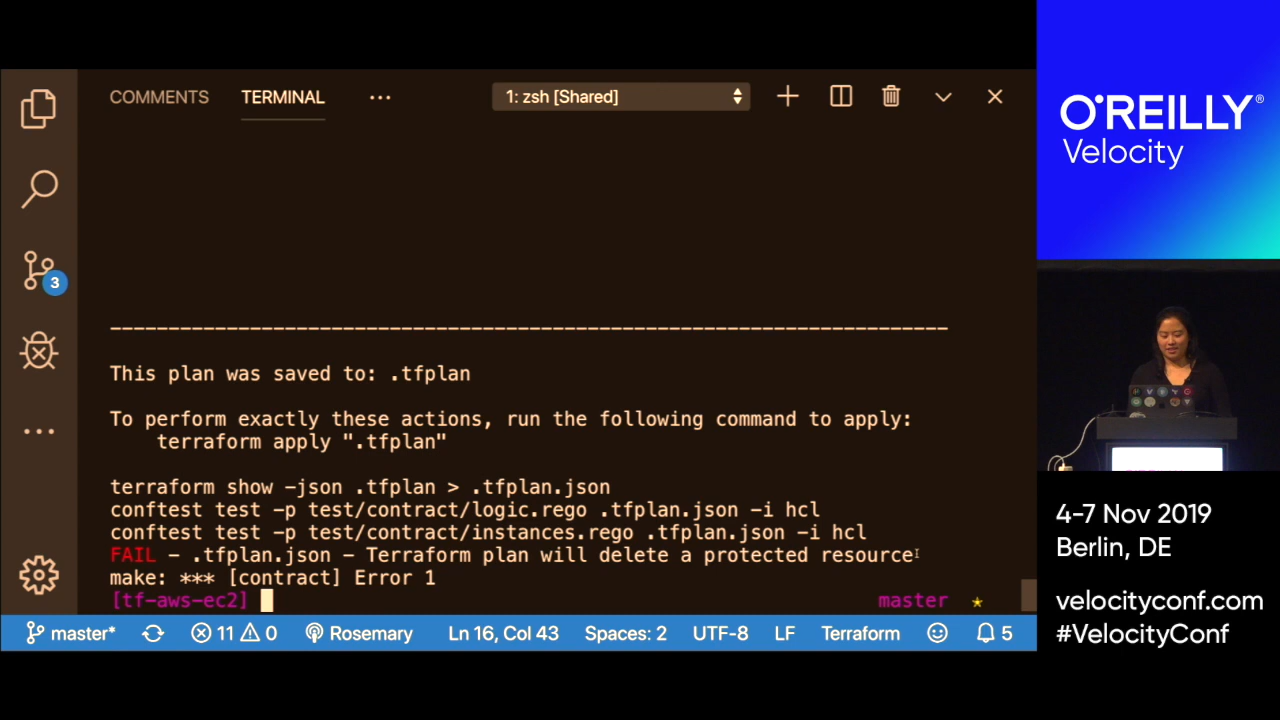 COMMENTS
TERMINAL
...
1: zsh [Shared]
O'REILLY®
Velocity
3
------------------------------------------------------------------------
This plan was saved to: .tfplan
To perform exactly these actions, run the following command to apply:
terraform apply ".tfplan"
terraform show -json .tfplan > .tfplan.json
conftest test -p test/contract/logic.rego .tfplan.json -i hcl
conftest test -p test/contract/instances.rego .tfplan.json -i hcl
FAIL - .tfplan.json - Terraform plan will delete a protected resource
make: *** [contract] Error 1
[tf-aws-ec2] master ★
master* 11 0 Rosemary Ln 16, Col 43 Spaces: 2 UTF-8 LF Terraform 5
4-7 Nov 2019
Berlin, DE
velocityconf.com
#VelocityConf